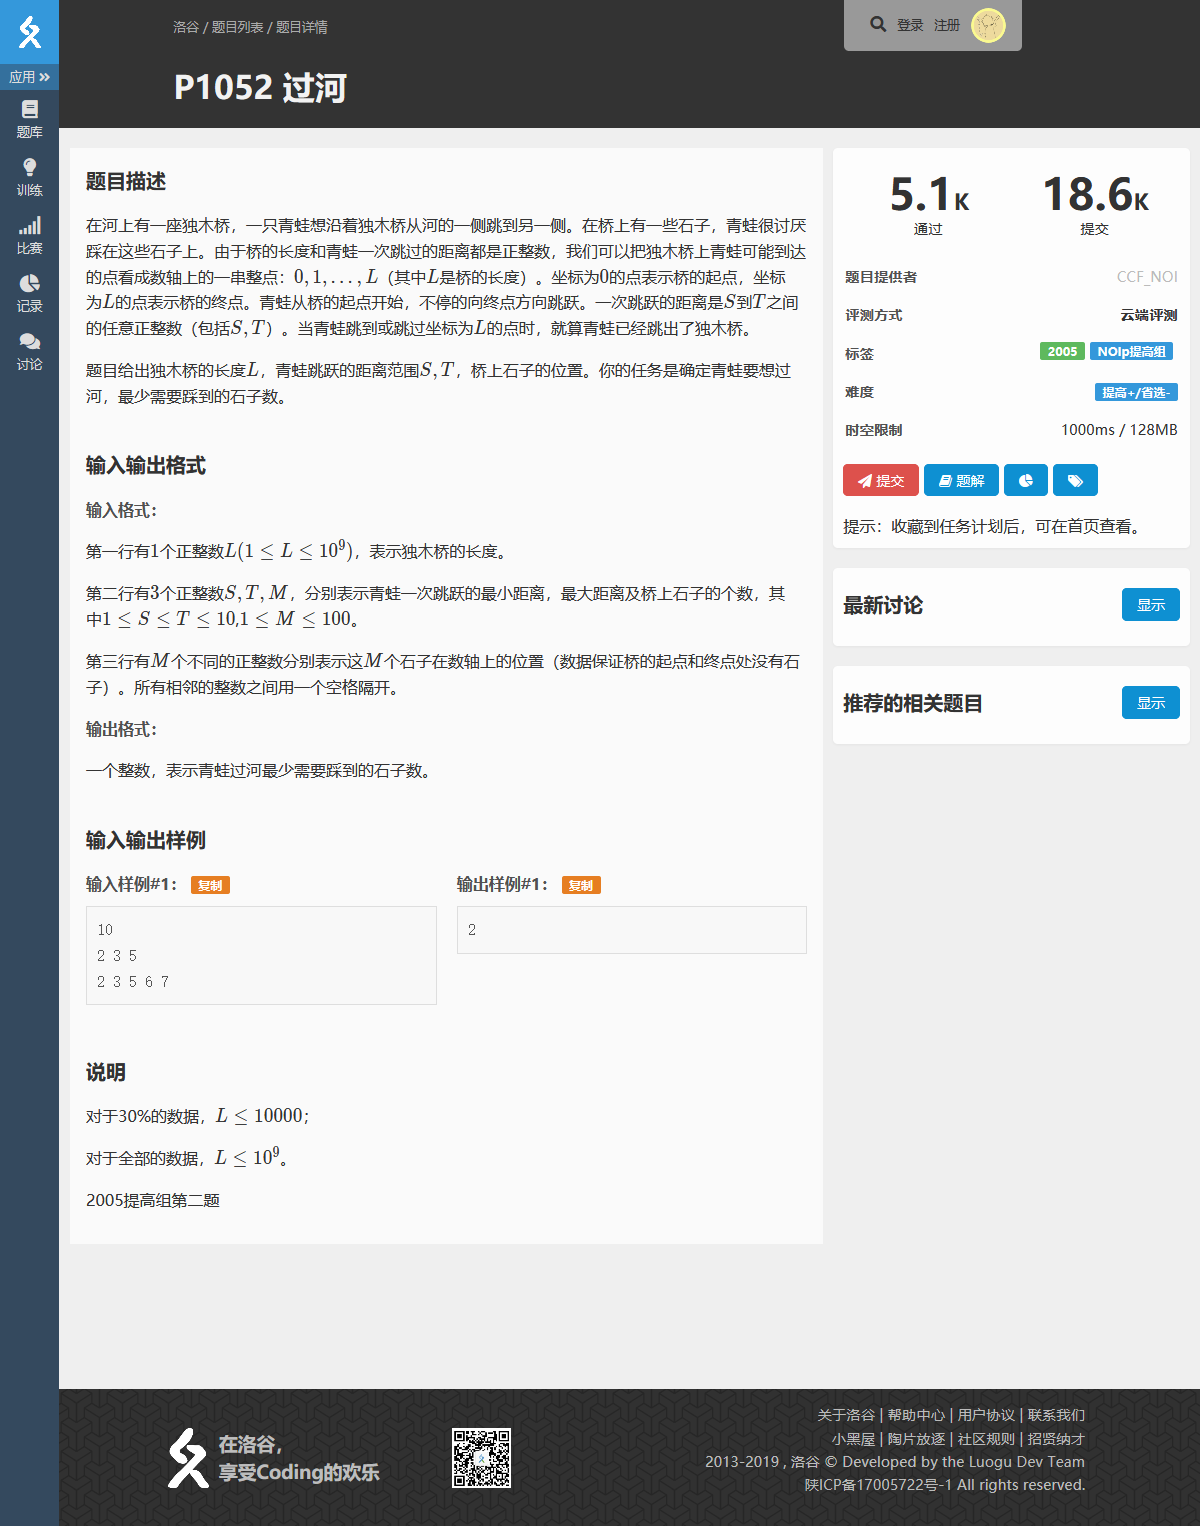 洛谷 / 题目列表 / 题目详情
登录 注册
P1052 过河
应用
题库
训练
比赛
记录
讨论
题目描述
在河上有一座独木桥，一只青蛙想沿着独木桥从河的一侧跳到另一侧。在桥上有一些石子，青蛙很讨厌
踩在这些石子上。由于桥的长度和青蛙一次跳过的距离都是正整数，我们可以把独木桥上青蛙可能到达
的点看成数轴上的一串整点：0, 1, . . . , L（其中L是桥的长度）。坐标为0的点表示桥的起点，坐标
为L的点表示桥的终点。青蛙从桥的起点开始，不停的向终点方向跳跃。一次跳跃的距离是S到T之间
的任意正整数（包括S, T）。当青蛙跳到或跳过坐标为L的点时，就算青蛙已经跳出了独木桥。
题目给出独木桥的长度L，青蛙跳跃的距离范围S, T，桥上石子的位置。你的任务是确定青蛙要想过
河，最少需要踩到的石子数。
输入输出格式
输入格式：
第一行有1个正整数L(1 ≤ L ≤ 10⁹)，表示独木桥的长度。
第二行有3个正整数S, T, M，分别表示青蛙一次跳跃的最小距离，最大距离及桥上石子的个数，其
中1 ≤ S ≤ T ≤ 10,1 ≤ M ≤ 100。
第三行有M个不同的正整数分别表示这M个石子在数轴上的位置（数据保证桥的起点和终点处没有石
子）。所有相邻的整数之间用一个空格隔开。
输出格式：
一个整数，表示青蛙过河最少需要踩到的石子数。
输入输出样例
输入样例#1： 复制
10
2 3 5
2 3 5 6 7
输出样例#1： 复制
2
说明
对于30%的数据，L ≤ 10000；
对于全部的数据，L ≤ 10⁹。
2005提高组第二题
5.1K 18.6K
通过 提交
题目提供者 CCF_NOI
评测方式 云端评测
标签 2005 NOIp提高组
难度 提高+/省选-
时空限制 1000ms / 128MB
提交 题解
提示：收藏到任务计划后，可在首页查看。
最新讨论 显示
推荐的相关题目 显示
在洛谷，
享受Coding的欢乐
关于洛谷 | 帮助中心 | 用户协议 | 联系我们
小黑屋 | 陶片放逐 | 社区规则 | 招贤纳才
2013-2019 , 洛谷 © Developed by the Luogu Dev Team
陕ICP备17005722号-1 All rights reserved.